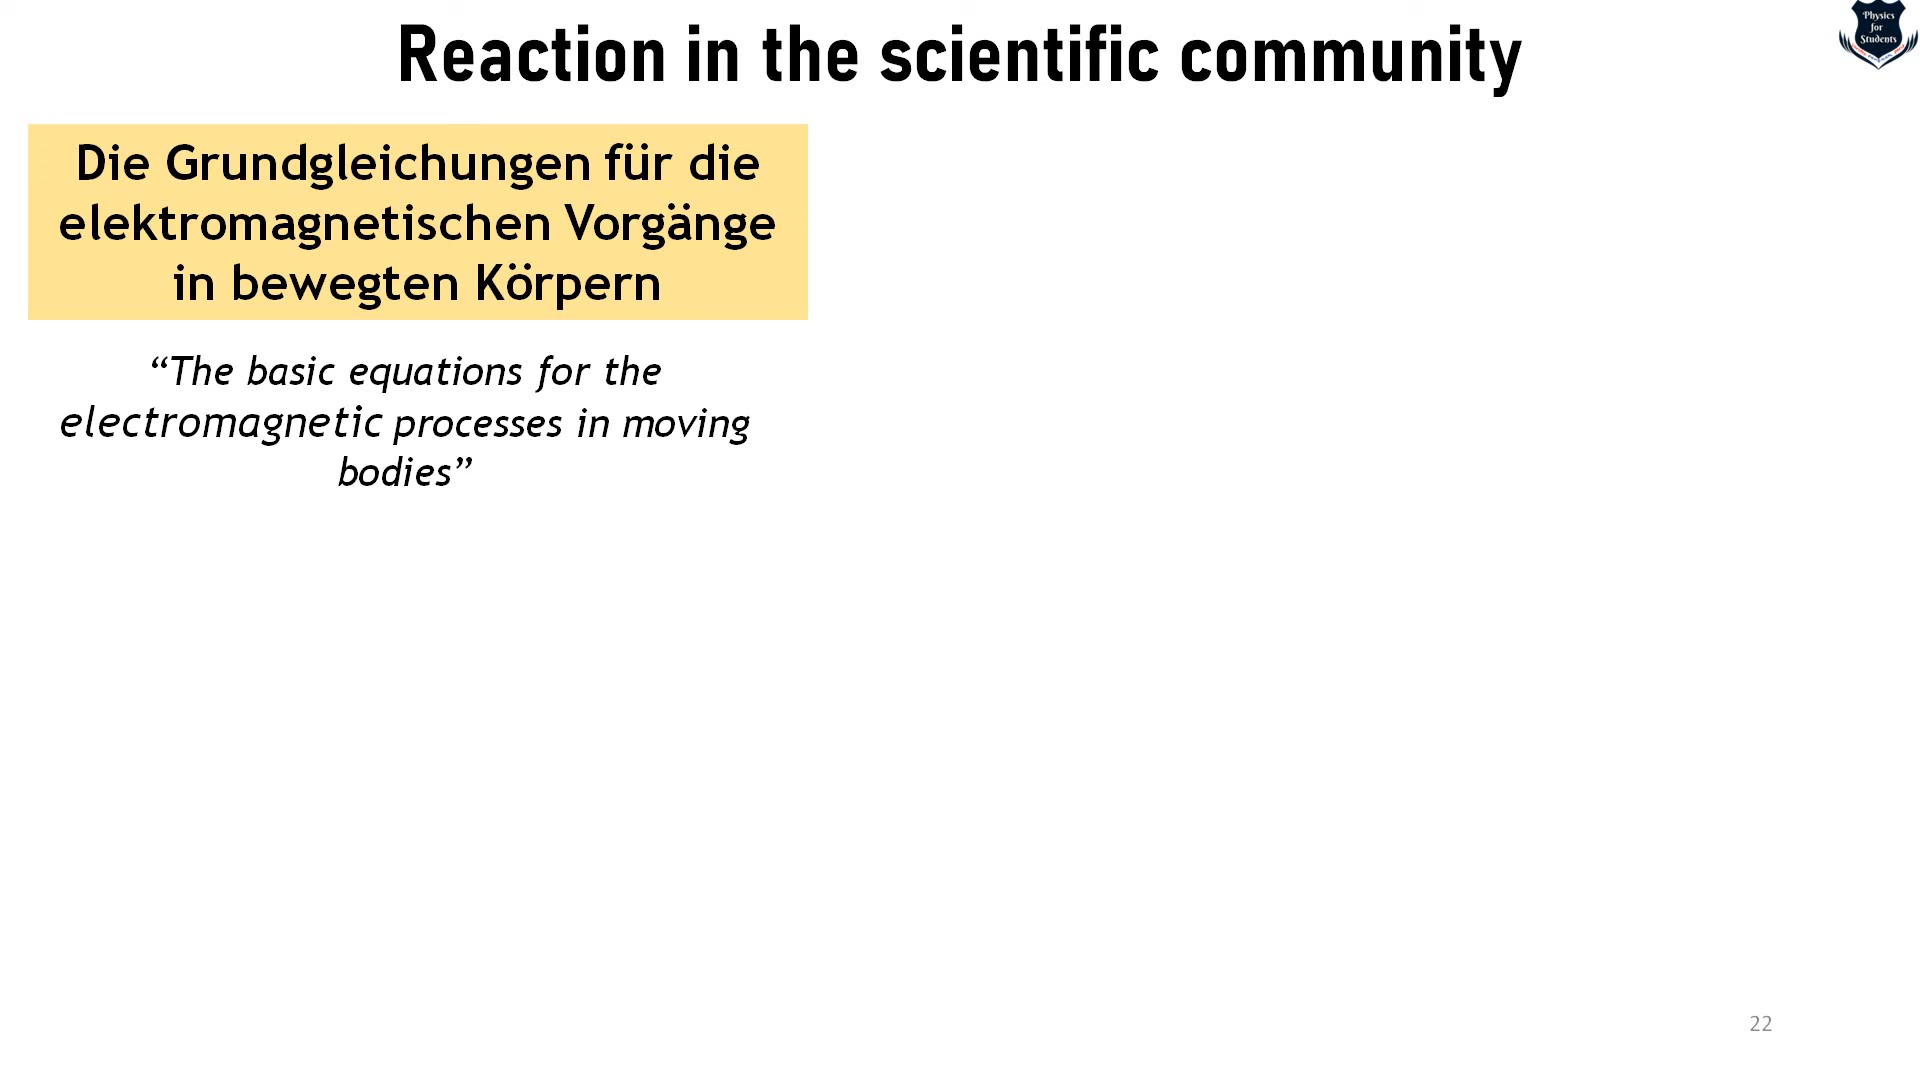 Reaction in the scientific community
Physics
for
Students
Die Grundgleichungen für die
elektromagnetischen Vorgänge
in bewegten Körpern
“The basic equations for the
electromagnetic processes in moving
bodies”
22